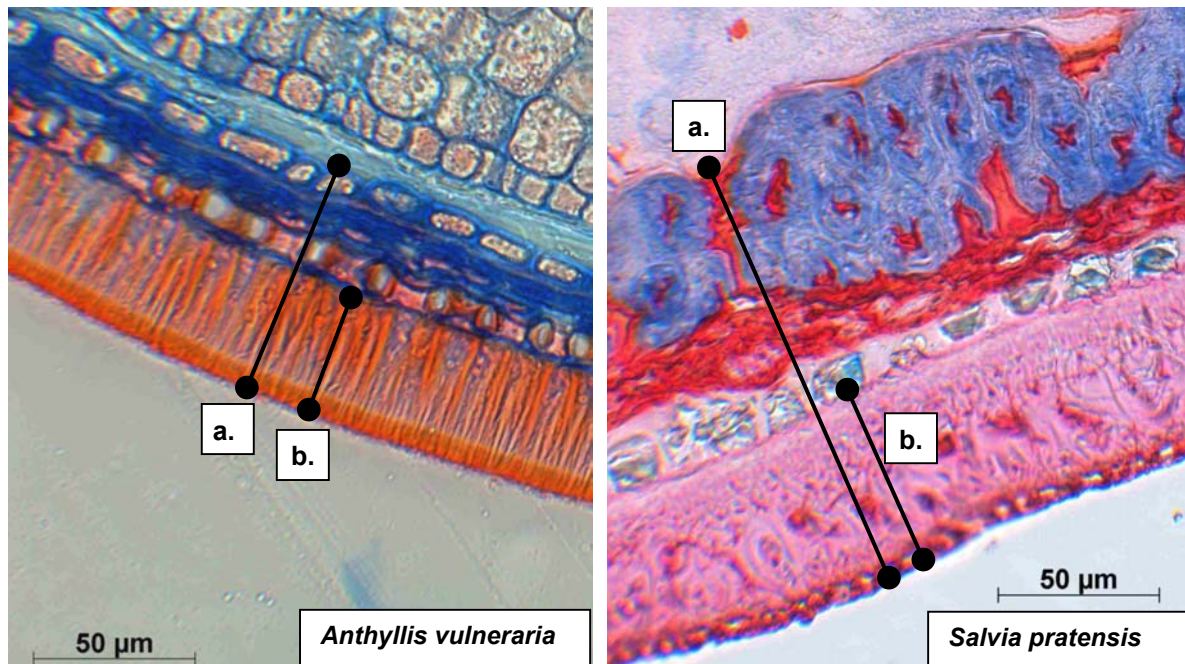 a.
b.
50 µm
Anthyllis vulneraria
a.
b.
50 µm
Salvia pratensis